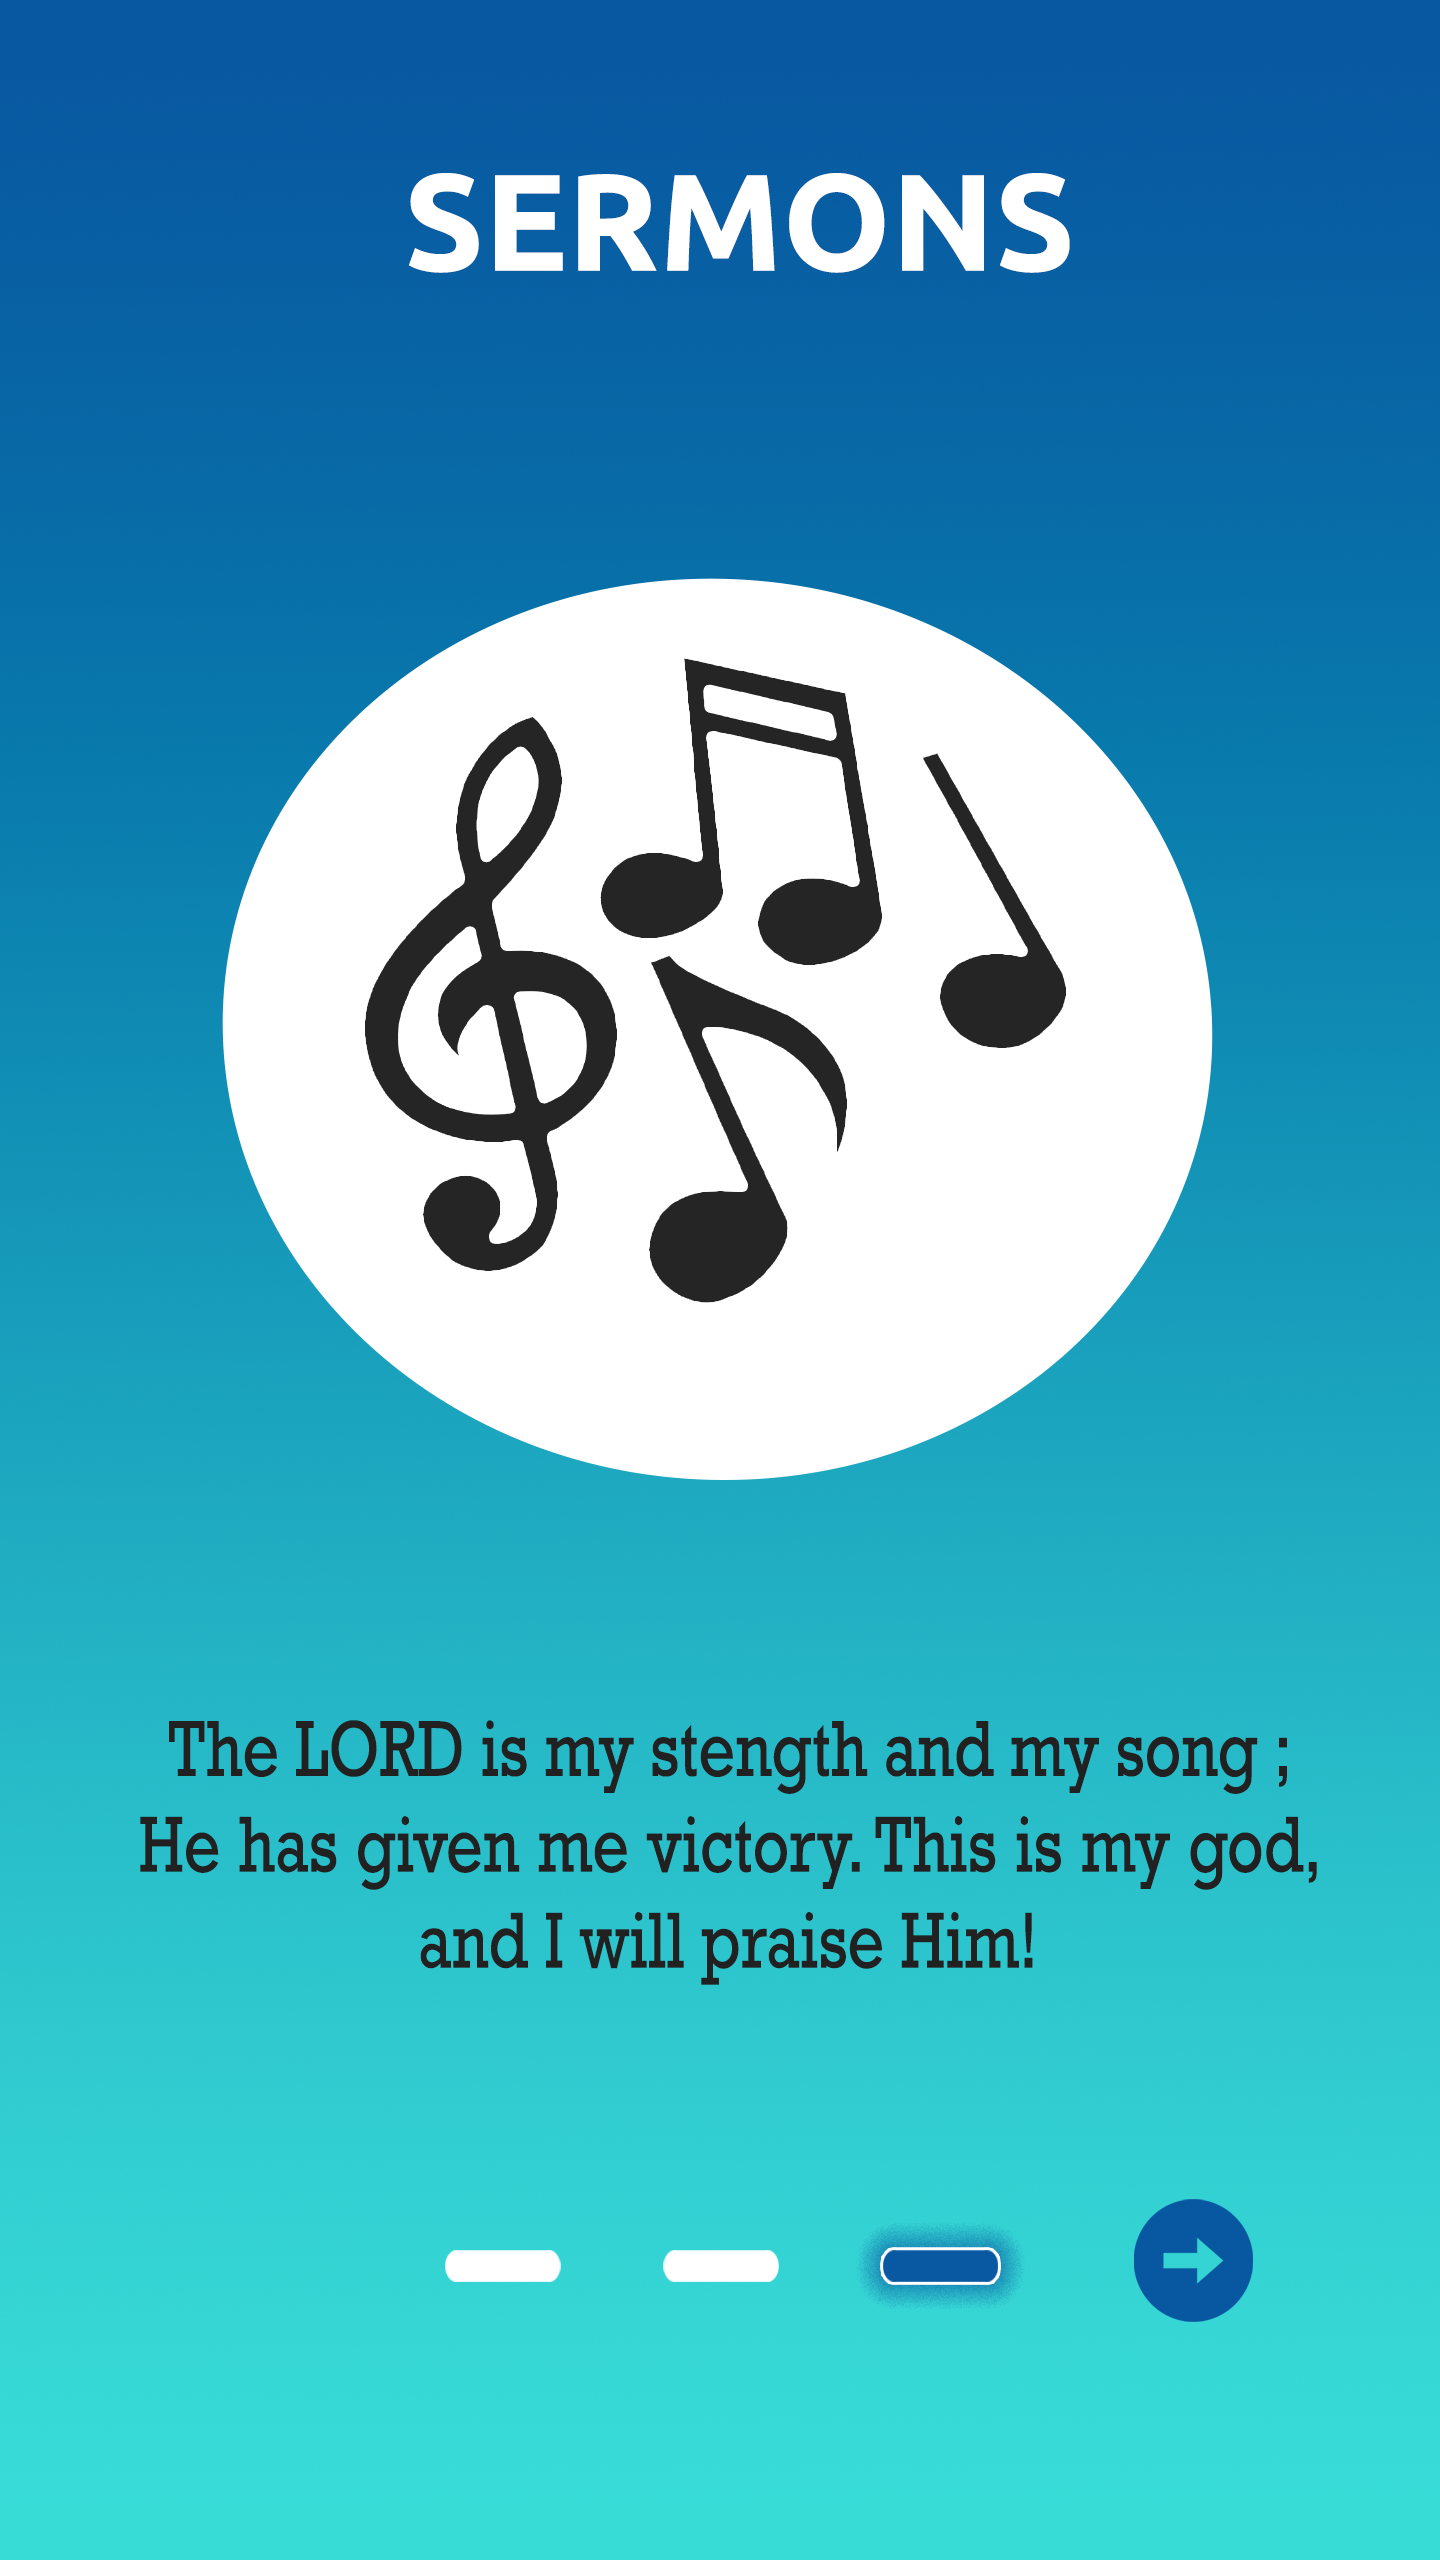 SERMONS
The LORD is my stength and my song ;
He has given me victory. This is my god,
and I will praise Him!